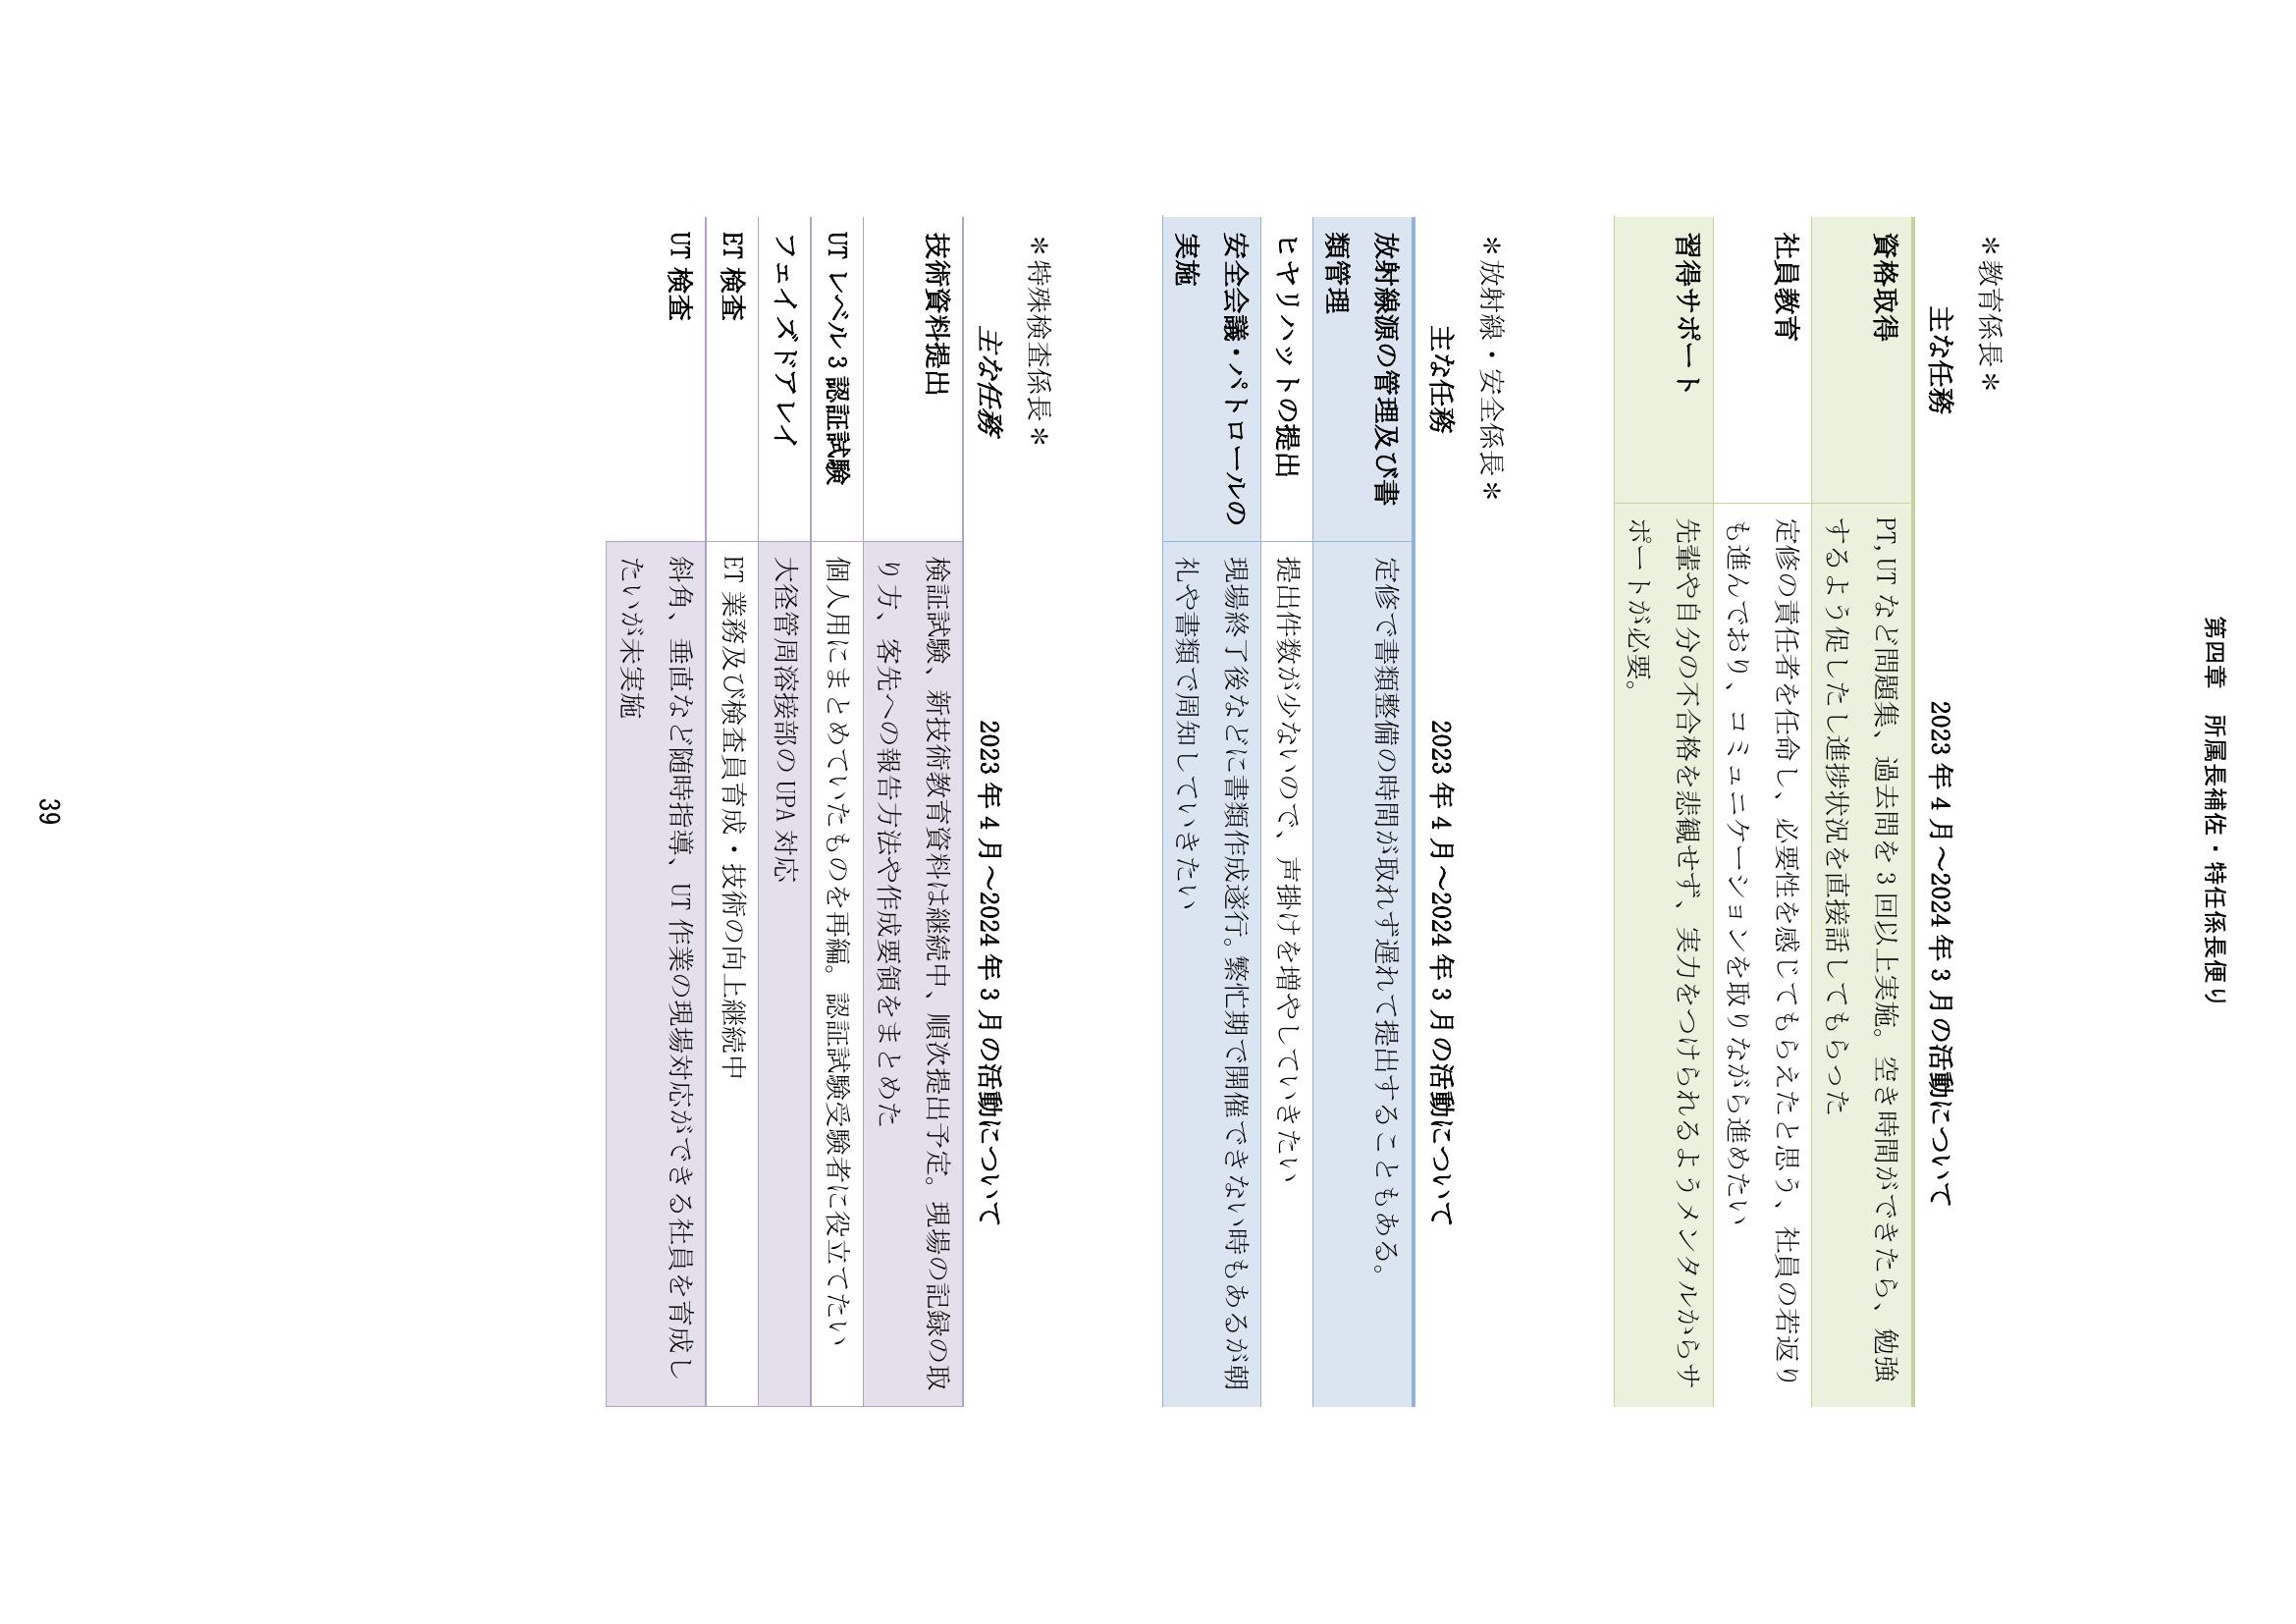 第四章　所属長補佐・特任係長便り
＊教育係長＊
主な任務　2023 年 4 月～2024 年 3 月の活動について
資格取得　PT,UT など問題集、過去問を 3 回以上実施。空き時間ができたら、勉強
するよう促したし進捗状況を直接話してもらった
社員教育　定修の責任者を任命し、必要性を感じてもらえたと思う、社員の若返り
も進んでおり、コミュニケーションを取りながら進めたい
習得サポート　先輩や自分の不合格を悲観せず、実力をつけられるようメンタルからサ
ポートが必要。
＊放射線・安全係長＊
主な任務　2023 年 4 月～2024 年 3 月の活動について
放射線源の管理及び書　定修で書類整備の時間が取れず遅れて提出することもある。
類管理
ヒヤリハットの提出　提出件数が少ないので、声掛けを増やしていきたい
安全会議・パトロールの　現場終了後などに書類作成遂行。繁忙期で開催できない時もあるが朝
実施　礼や書類で周知していきたい
＊特殊検査係長＊
主な任務　2023 年 4 月～2024 年 3 月の活動について
技術資料提出　検証試験、新技術教育資料は継続中、順次提出予定。現場の記録の取
り方、客先への報告方法や作成要領をまとめた
UT レベル 3 認証試験　個人用にまとめていたものを再編。認証試験受験者に役立てたい
フェイズドアレイ　大径管周溶接部の UPA 対応
ET 検査　ET 業務及び検査員育成・技術の向上継続中
UT 検査　斜角、垂直など随時指導、UT 作業の現場対応ができる社員を育成し
たいが未実施
39